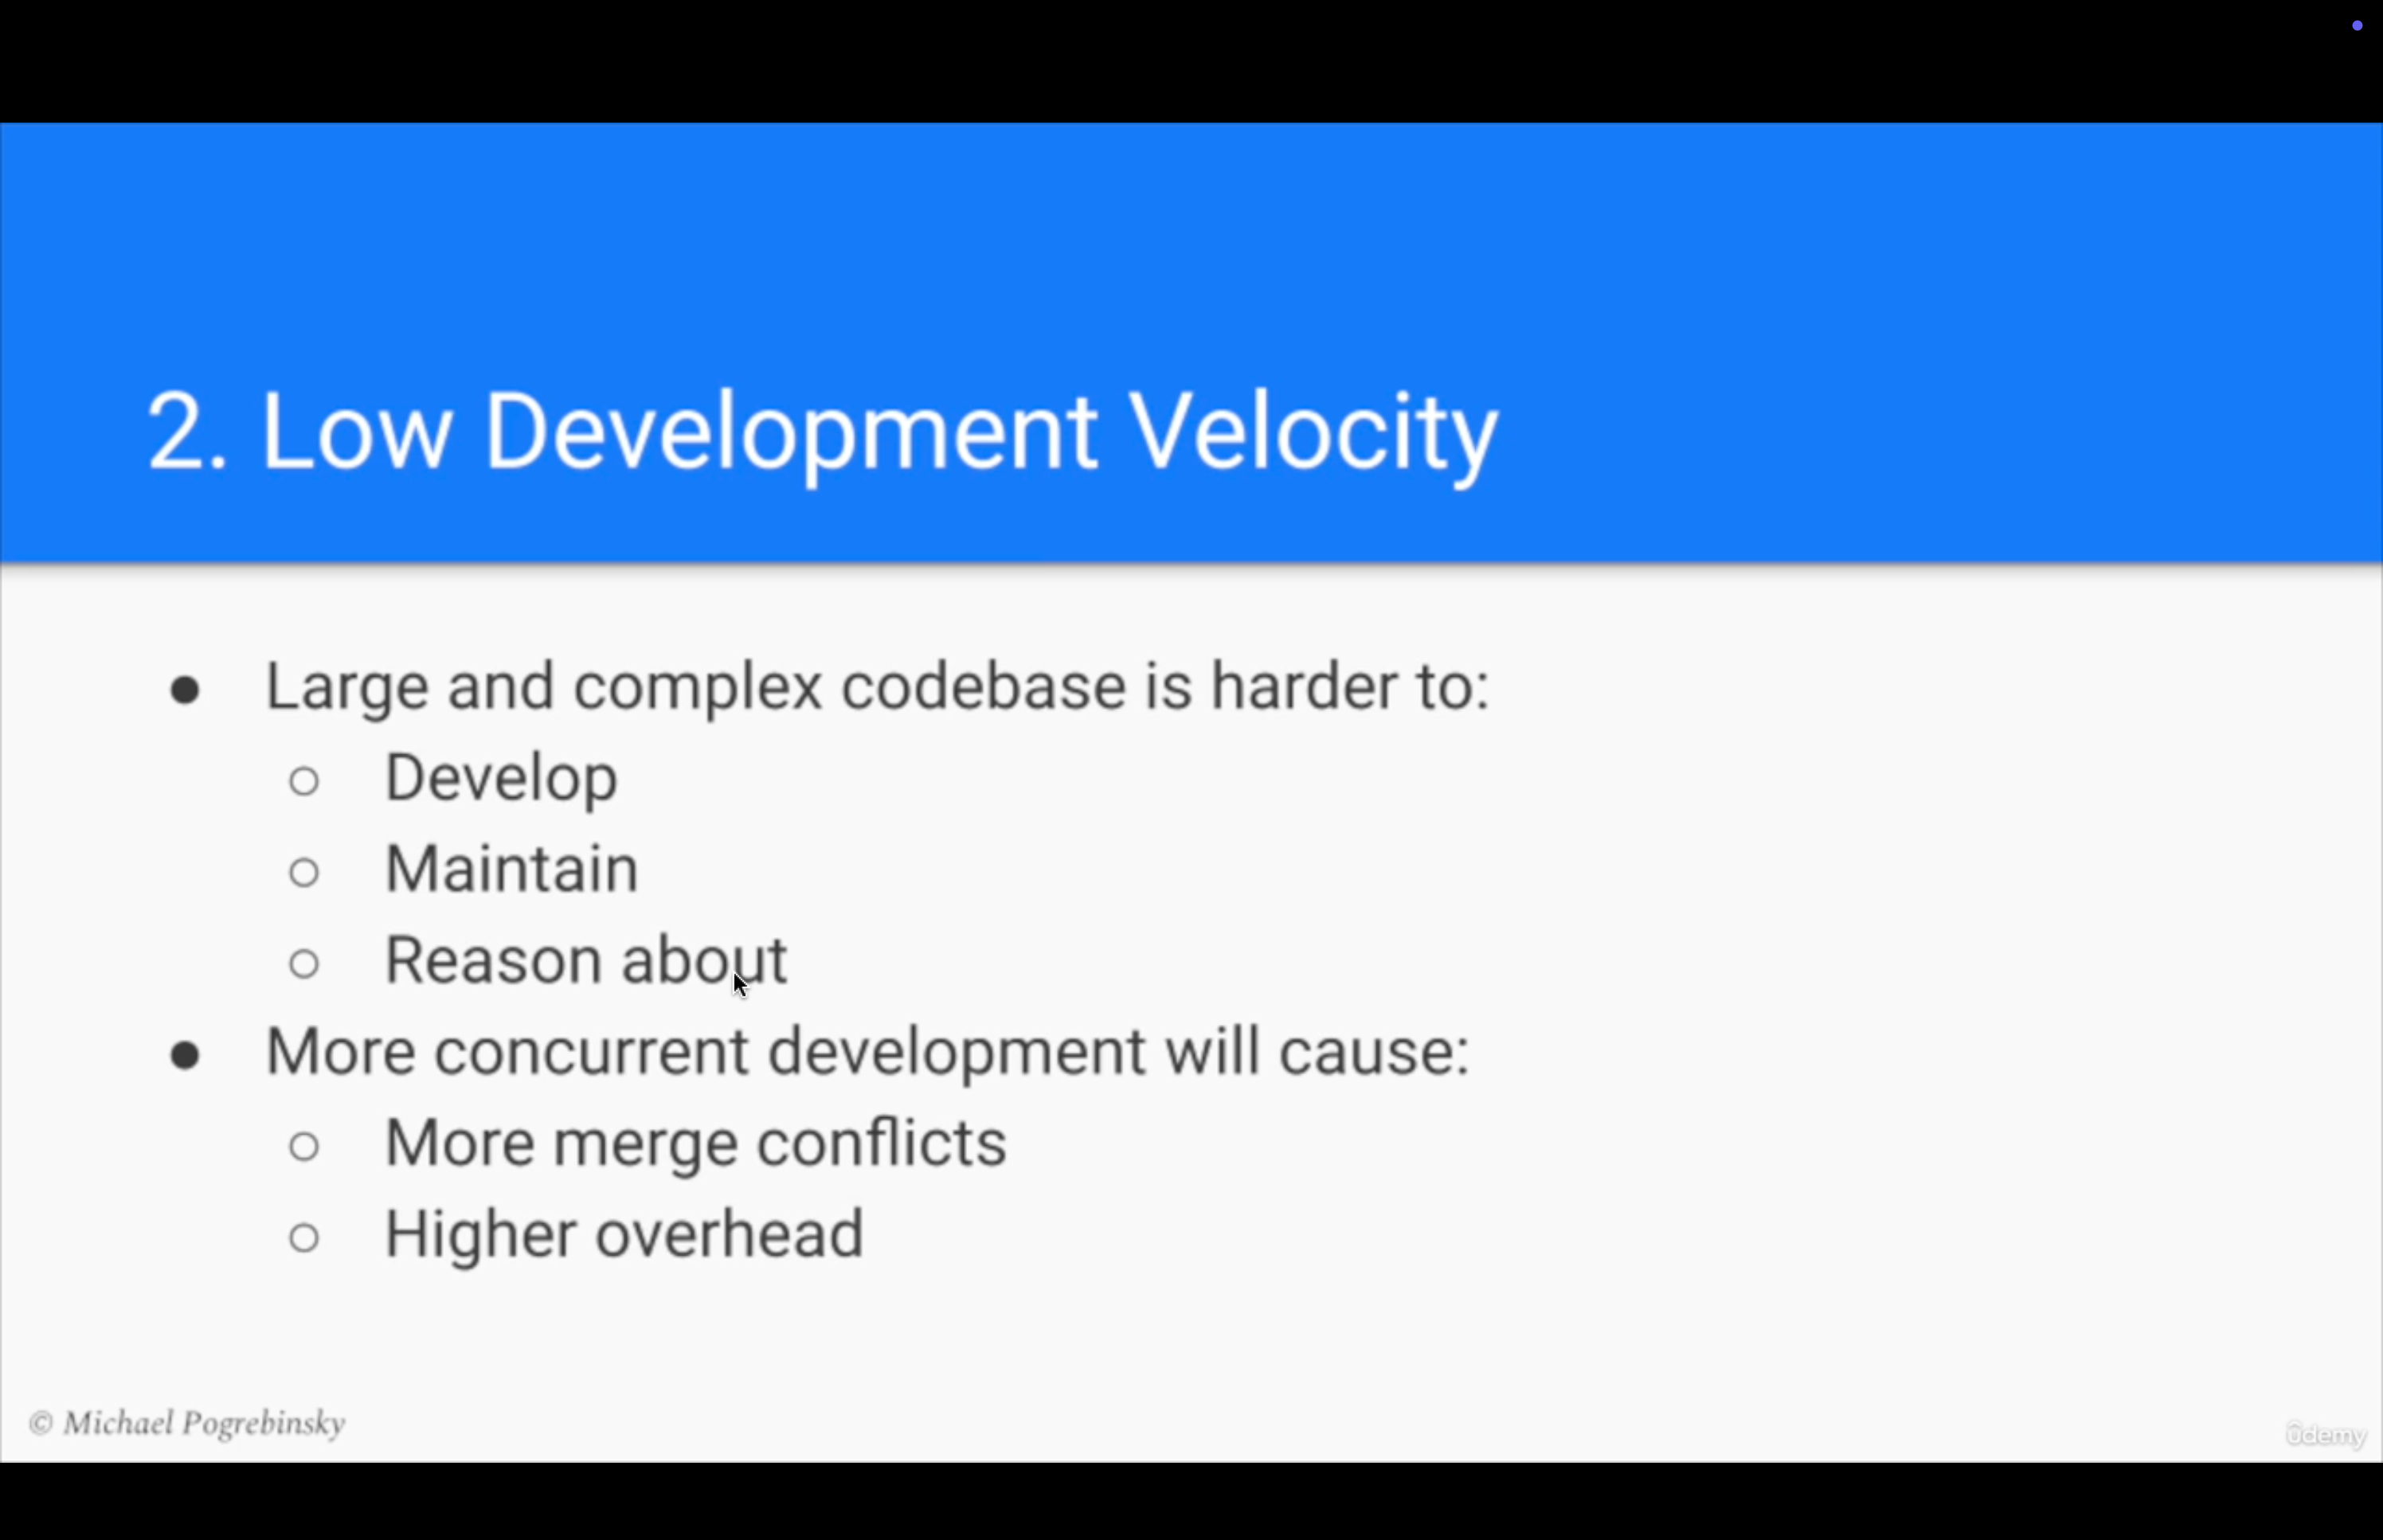 2. Low Development Velocity
● Large and complex codebase is harder to:
○ Develop
○ Maintain
○ Reason about
● More concurrent development will cause:
○ More merge conflicts
○ Higher overhead
© Michael Pogrebinsky
ûdemy